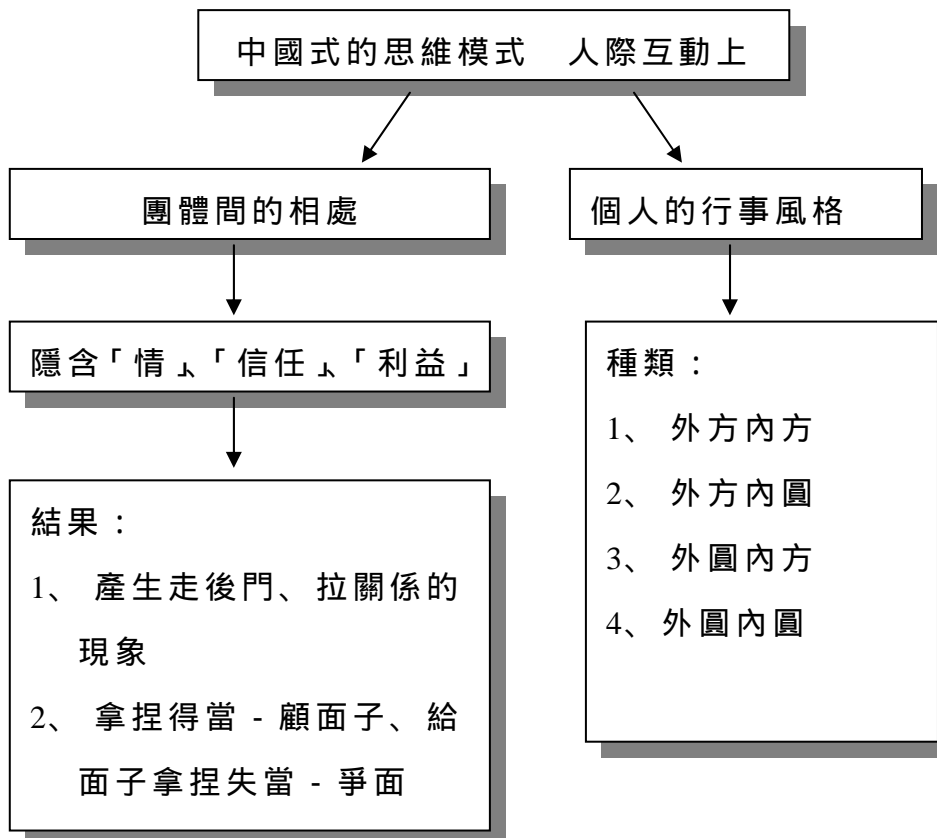 中國式的思維模式　人際互動上
團體間的相處
個人的行事風格
隱含「情」、「信任」、「利益」
種類：
1、 外方內方
2、 外方內圓
3、 外圓內方
4、 外圓內圓
結果：
1、 產生走後門、拉關係的
現象
2、 拿捏得當 - 顧面子、給
面子拿捏失當 - 爭面